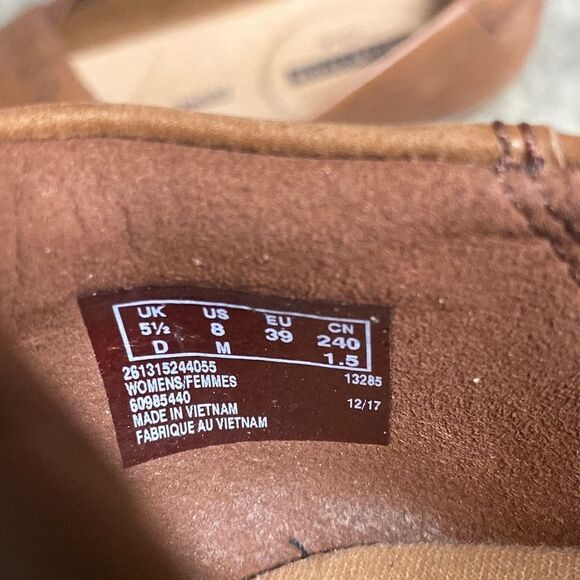 UK US EU CN
5½ 8 39 240
D M 1.5
261315244055
WOMENS/FEMMES 13285
60985440
MADE IN VIETNAM 12/17
FABRIQUE AU VIETNAM